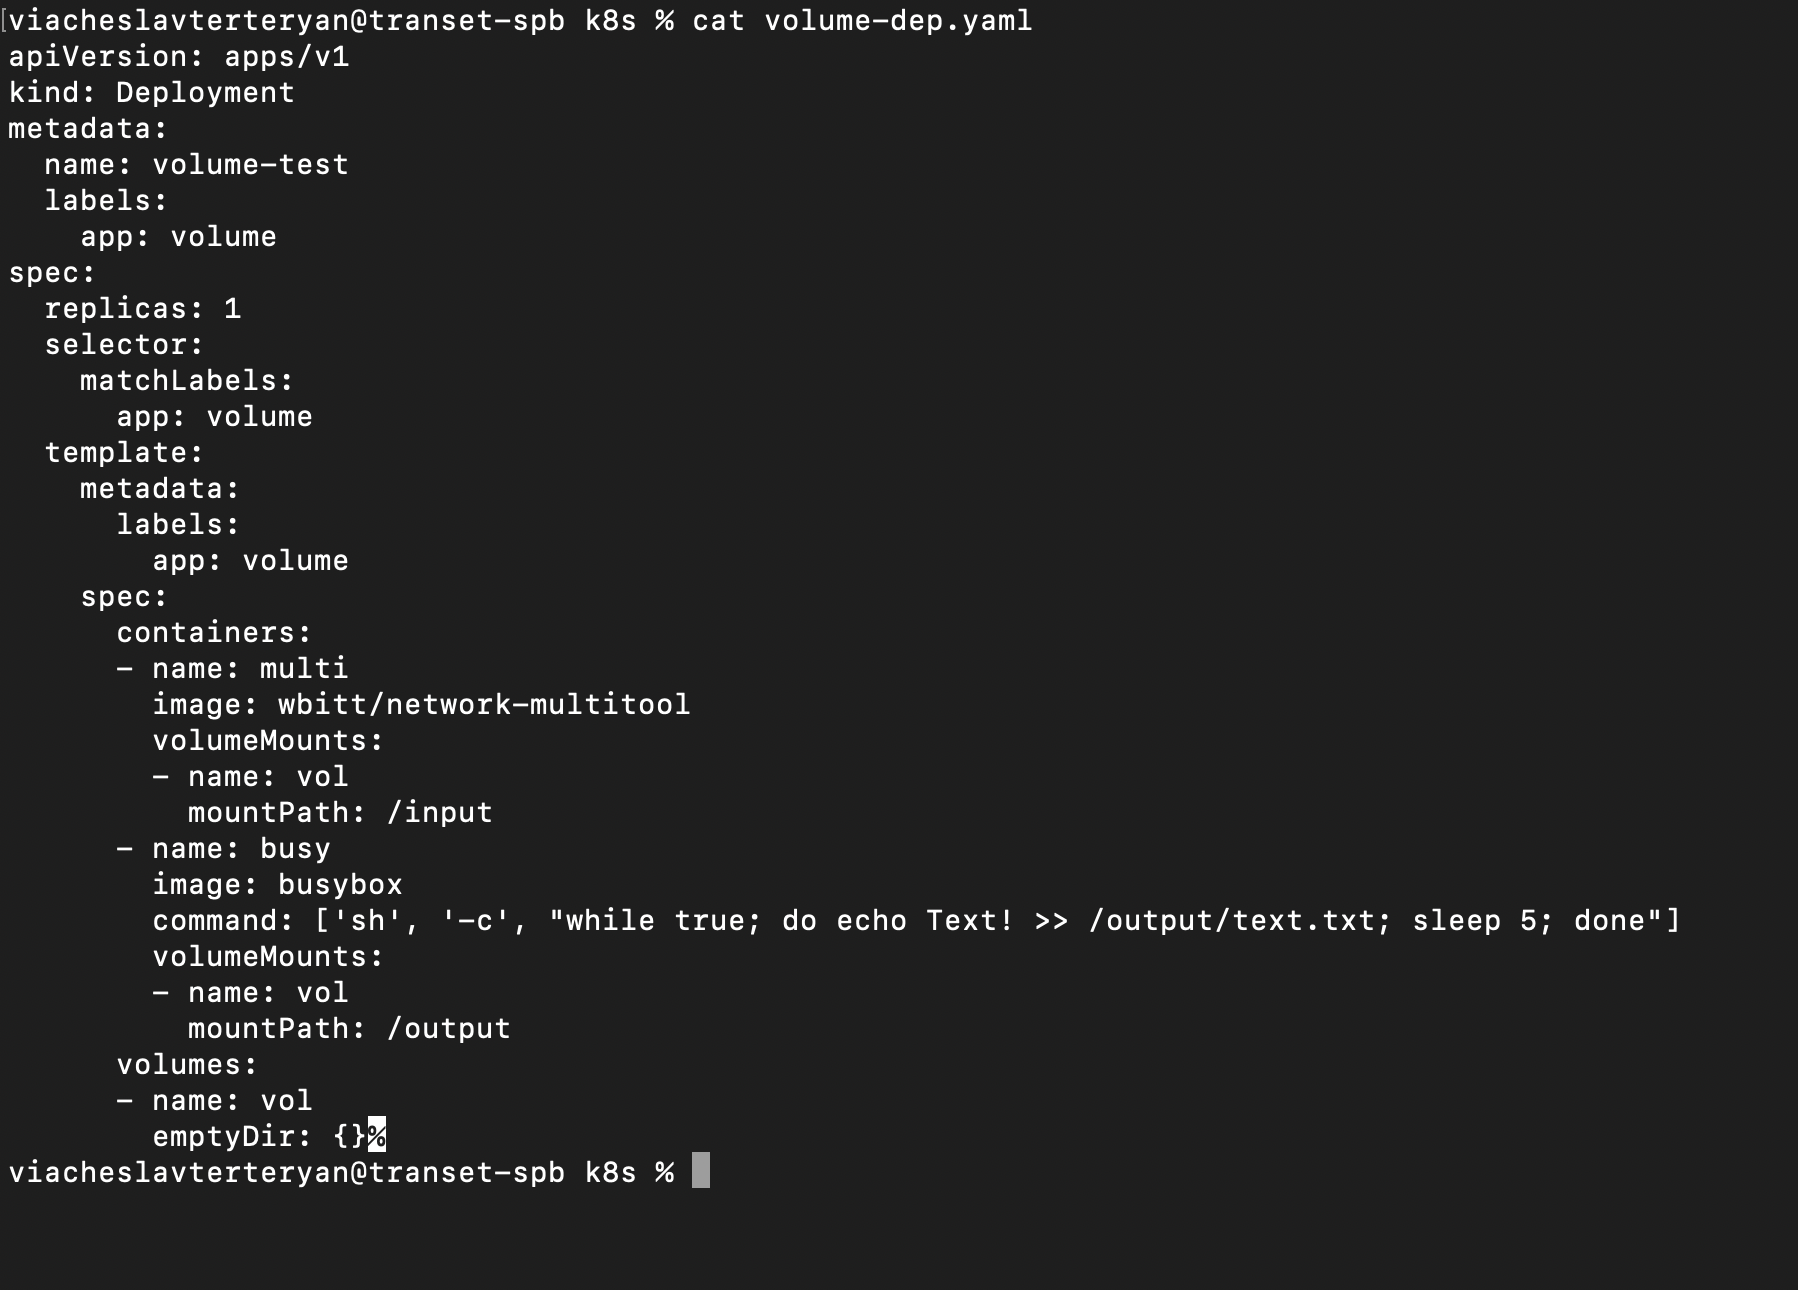 [viacheslavterteryan@transet-spb k8s % cat volume-dep.yaml
apiVersion: apps/v1
kind: Deployment
metadata:
  name: volume-test
  labels:
    app: volume
spec:
  replicas: 1
  selector:
    matchLabels:
      app: volume
  template:
    metadata:
      labels:
        app: volume
    spec:
      containers:
      - name: multi
        image: wbitt/network-multitool
        volumeMounts:
        - name: vol
          mountPath: /input
      - name: busy
        image: busybox
        command: ['sh', '-c', "while true; do echo Text! >> /output/text.txt; sleep 5; done"]
        volumeMounts:
        - name: vol
          mountPath: /output
      volumes:
      - name: vol
        emptyDir: {}%
viacheslavterteryan@transet-spb k8s %